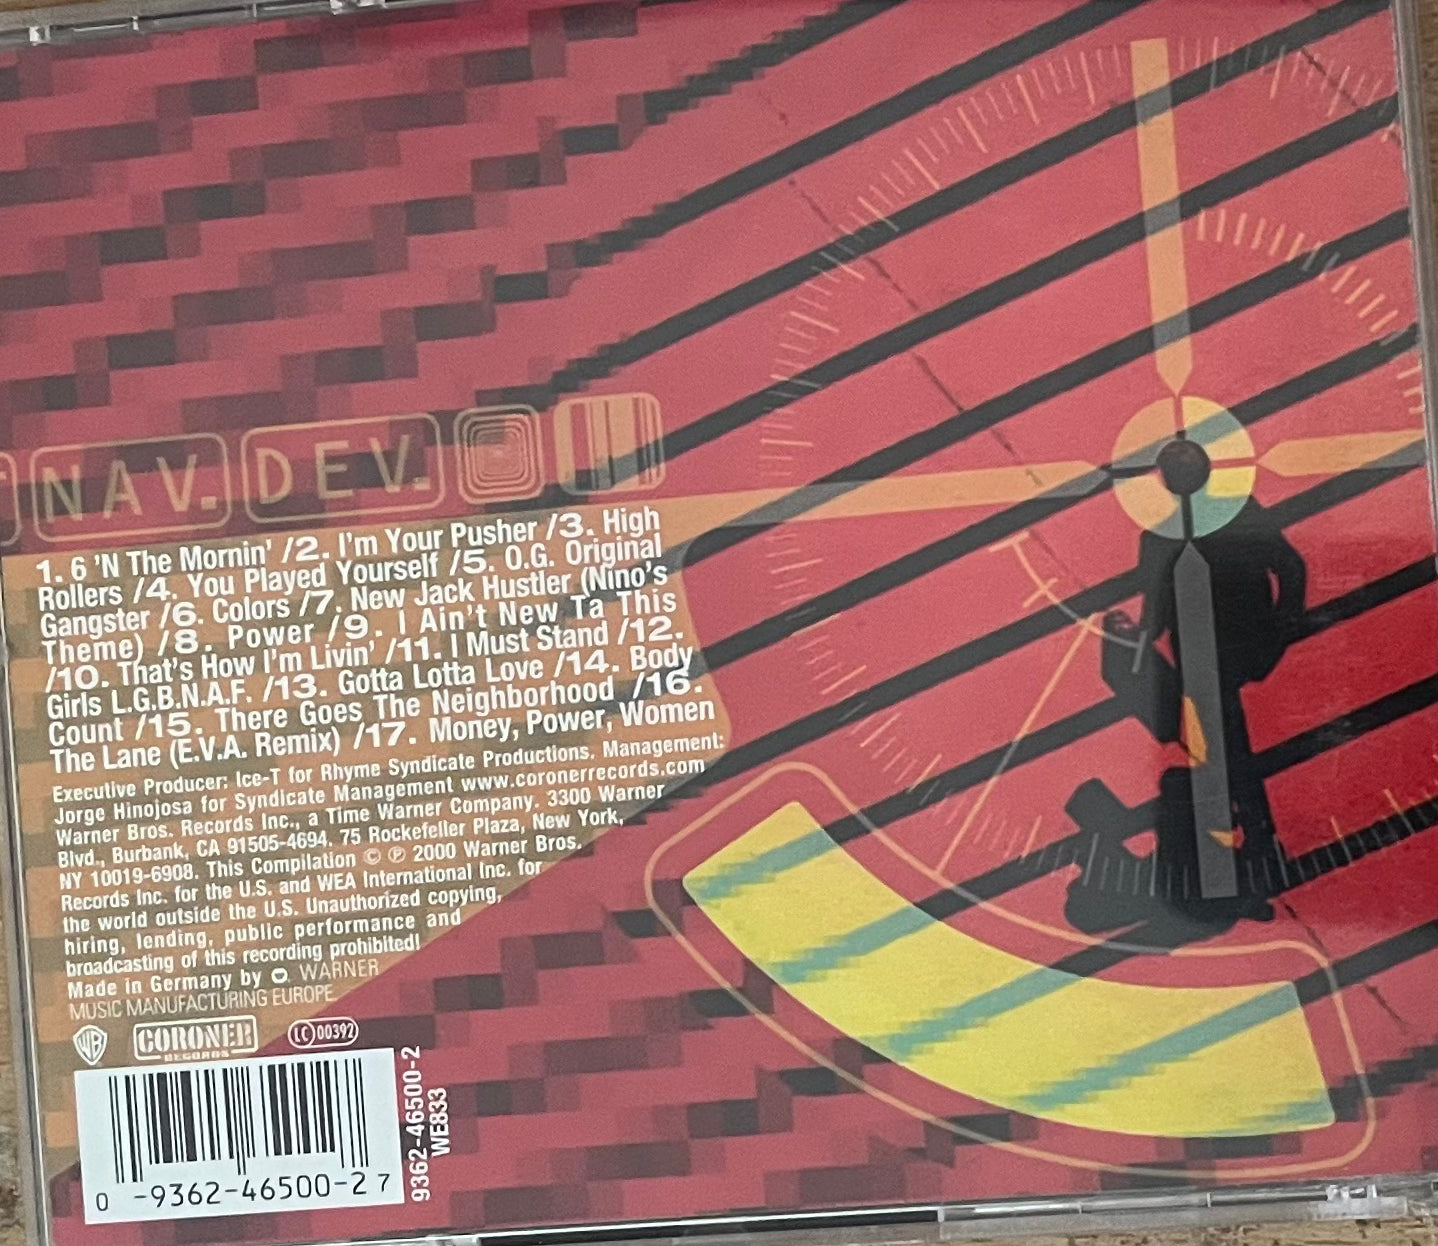 NAV. DEV.
1. 6 'N The Mornin' /2. I'm Your Pusher /3. High
Rollers /4. You Played Yourself /5. O.G. Original
Gangster /6. Colors /7. New Jack Hustler (Nino's
Theme) /8. Power /9. I Ain't New Ta This
/10. That's How I'm Livin' /11. I Must Stand /12.
Girls L.G.B.N.A.F. /13. Gotta Lotta Love /14. Body
Count /15. There Goes The Neighborhood /16.
The Lane (E.V.A. Remix) /17. Money, Power, Women
Executive Producer: Ice-T for Rhyme Syndicate Productions. Management:
Jorge Hinojosa for Syndicate Management www.coronerrecords.com
Warner Bros. Records Inc., a Time Warner Company. 3300 Warner
Blvd., Burbank, CA 91505-4694. 75 Rockefeller Plaza, New York,
NY 10019-6908. This Compilation © ℗ 2000 Warner Bros.
Records Inc. for the U.S. and WEA International Inc. for
the world outside the U.S. Unauthorized copying,
hiring, lending, public performance and
broadcasting of this recording prohibited!
Made in Germany by WARNER
MUSIC MANUFACTURING EUROPE.
WB CORONER RECORDS LC 00392
0 -9362-46500-2 7
9362-46500-2
WE833